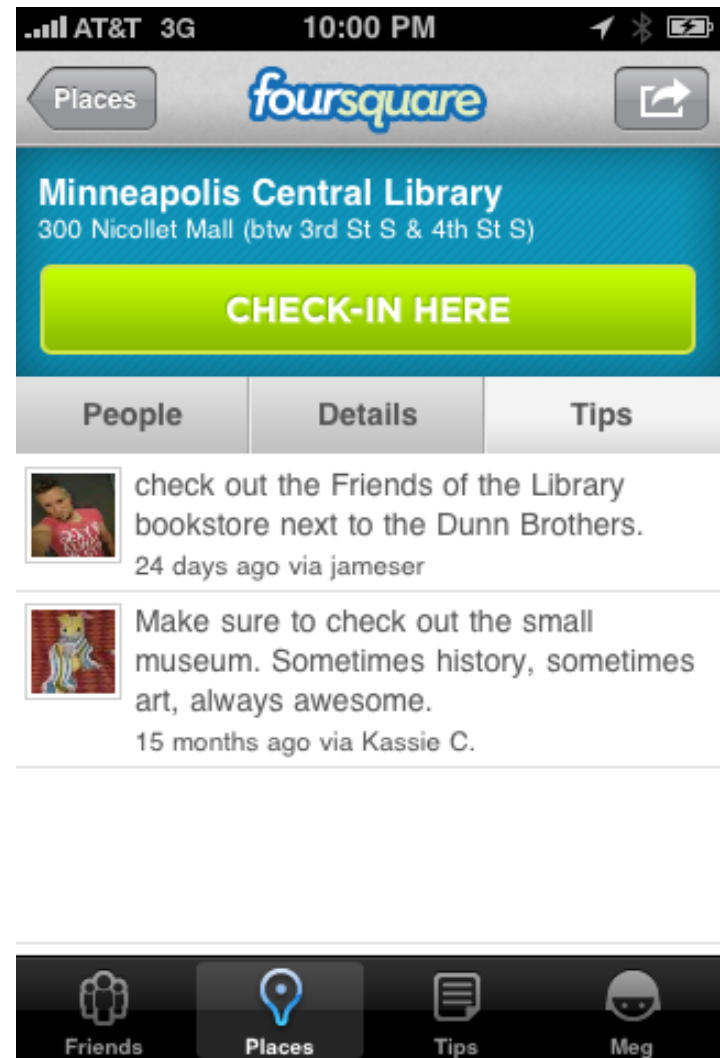 AT&T 3G 10:00 PM
Places foursquare
Minneapolis Central Library
300 Nicollet Mall (btw 3rd St S & 4th St S)
CHECK-IN HERE
People Details Tips
check out the Friends of the Library
bookstore next to the Dunn Brothers.
24 days ago via jameser
Make sure to check out the small
museum. Sometimes history, sometimes
art, always awesome.
15 months ago via Kassie C.
Friends Places Tips Meg